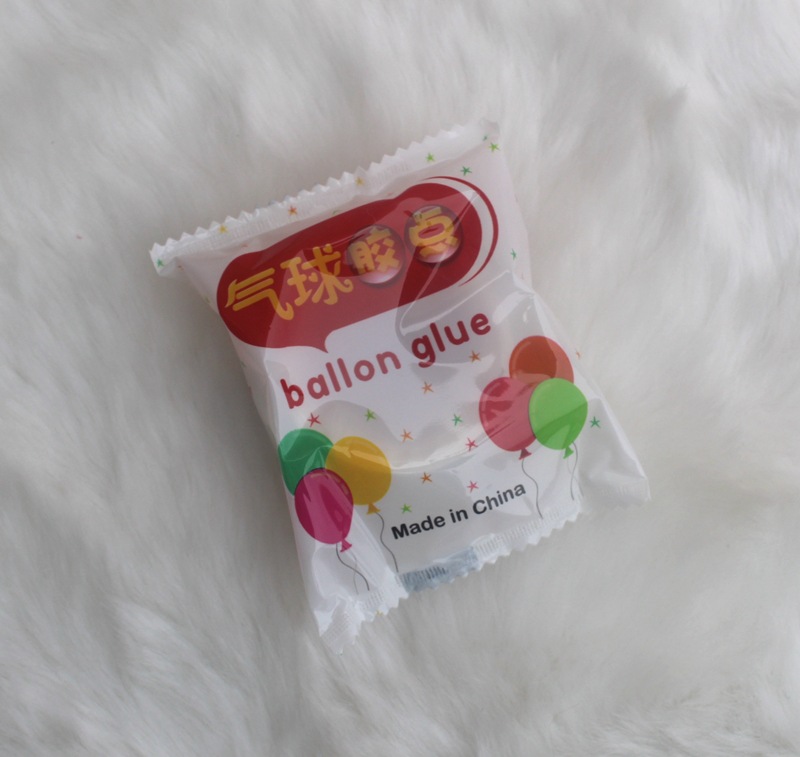 气球胶点
ballon glue
Made in China